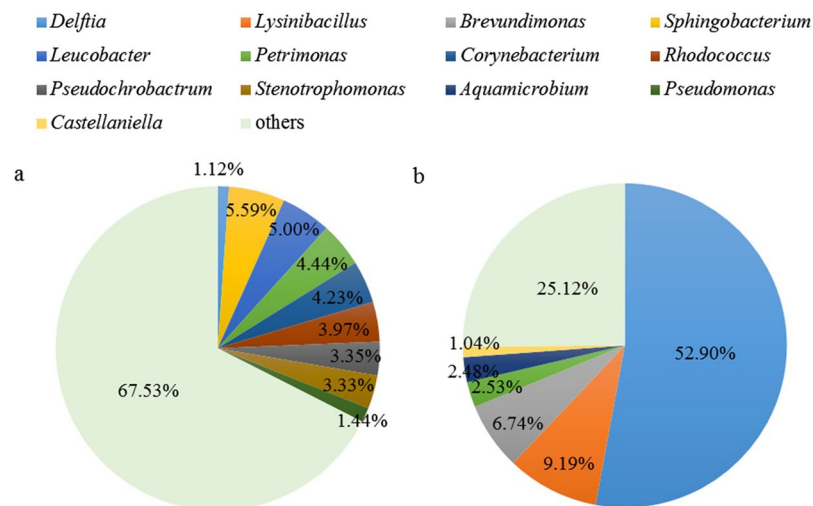 Delftia Lysinibacillus Brevundimonas Sphingobacterium
Leucobacter Petrimonas Corynebacterium Rhodococcus
Pseudochrobactrum Stenotrophomonas Aquamicrobium Pseudomonas
Castellaniella others
a
1.12%
5.59%
5.00%
4.44%
4.23%
3.97%
3.35%
3.33%
1.44%
67.53%
b
25.12%
52.90%
1.04%
2.48%
2.53%
6.74%
9.19%